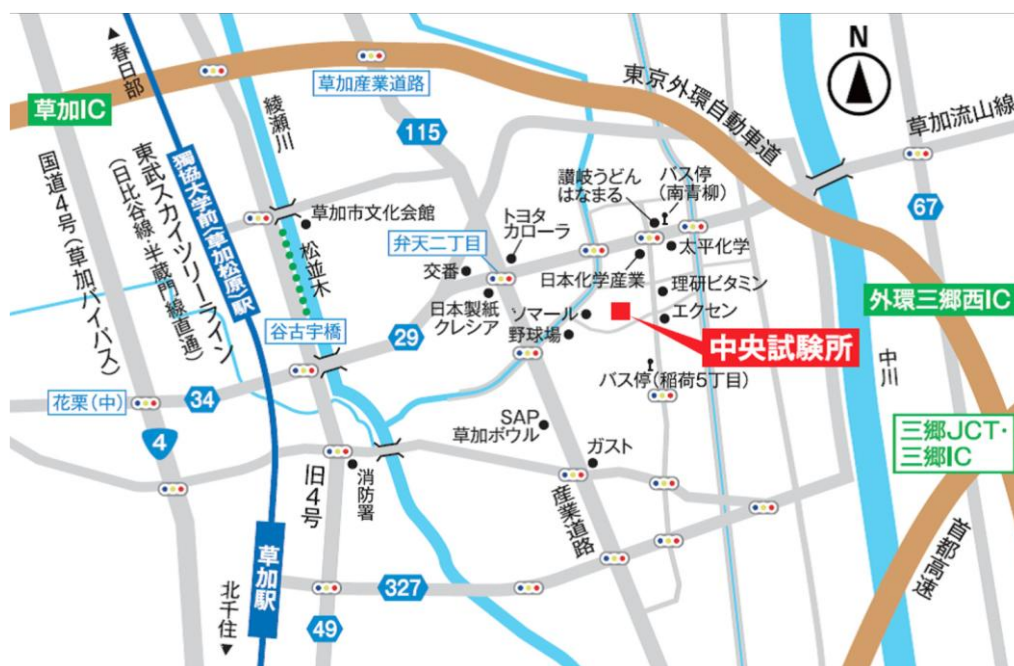 ▲春日部
草加IC
国道4号(草加バイパス)
東武スカイツリーライン
(日比谷線・半蔵門線直通)
獨協大学前(草加松原)駅
綾瀬川
草加産業道路
115
東京外環自動車道
N
草加流山線
67
草加市文化会館
松並木
谷古宇橋
弁天二丁目
トヨタ
カローラ
交番
日本製紙
クレシア
29
讃岐うどん
はなまる
バス停
(南青柳)
太平化学
日本化学産業
理研ビタミン
ソマール
エクセン
野球場
中央試験所
外環三郷西IC
中川
バス停(稲荷5丁目)
花栗(中)
34
4
SAP
草加ボウル
ガスト
三郷JCT・
三郷IC
旧4号
消防署
産業道路
首都高速
草加駅
北千住▼
327
49